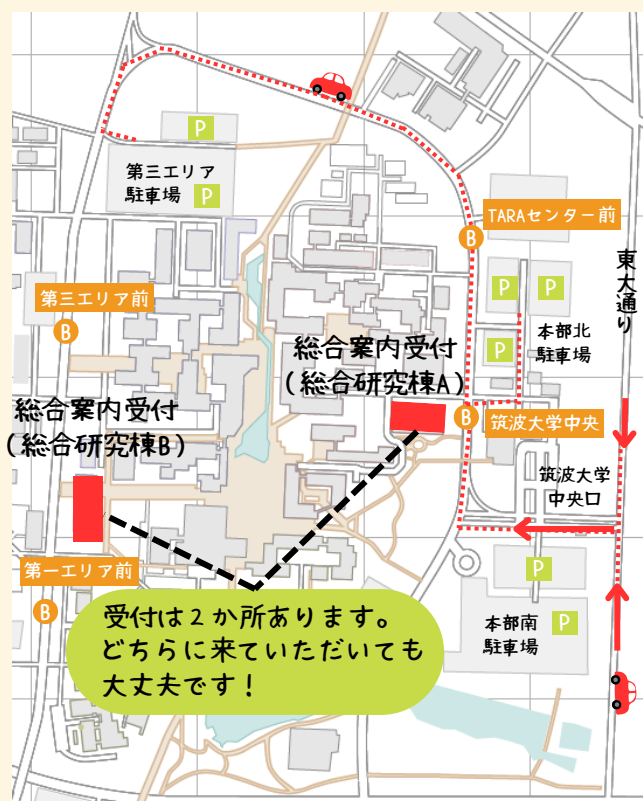 P
第三エリア
駐車場 P
TARAセンター前
B
東大通り
第三エリア前
B
P P
本部北
駐車場
P
総合案内受付
(総合研究棟A)
総合案内受付
(総合研究棟B)
B
筑波大学中央
筑波大学
中央口
第一エリア前
B
P
本部南
駐車場
P
受付は2か所あります。
どちらに来ていただいても
大丈夫です!